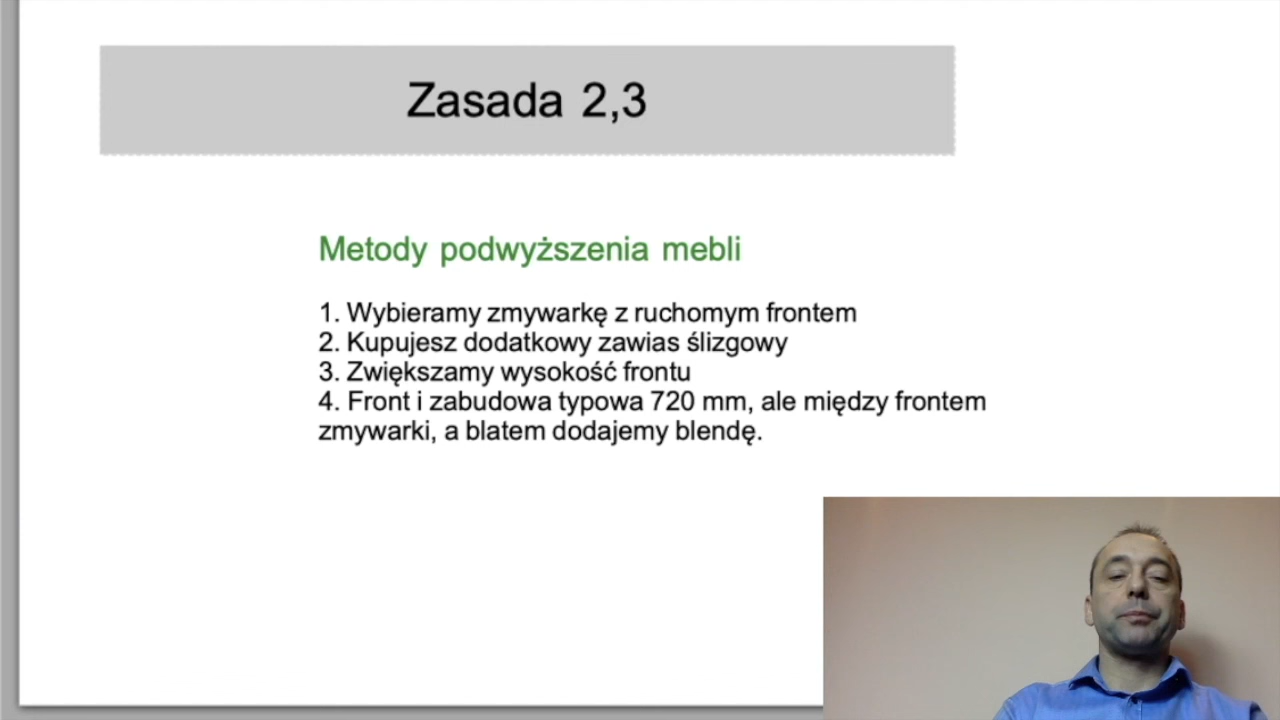 Zasada 2,3
Metody podwyższenia mebli
1. Wybieramy zmywarkę z ruchomym frontem
2. Kupujesz dodatkowy zawias ślizgowy
3. Zwiększamy wysokość frontu
4. Front i zabudowa typowa 720 mm, ale między frontem
zmywarki, a blatem dodajemy blendę.